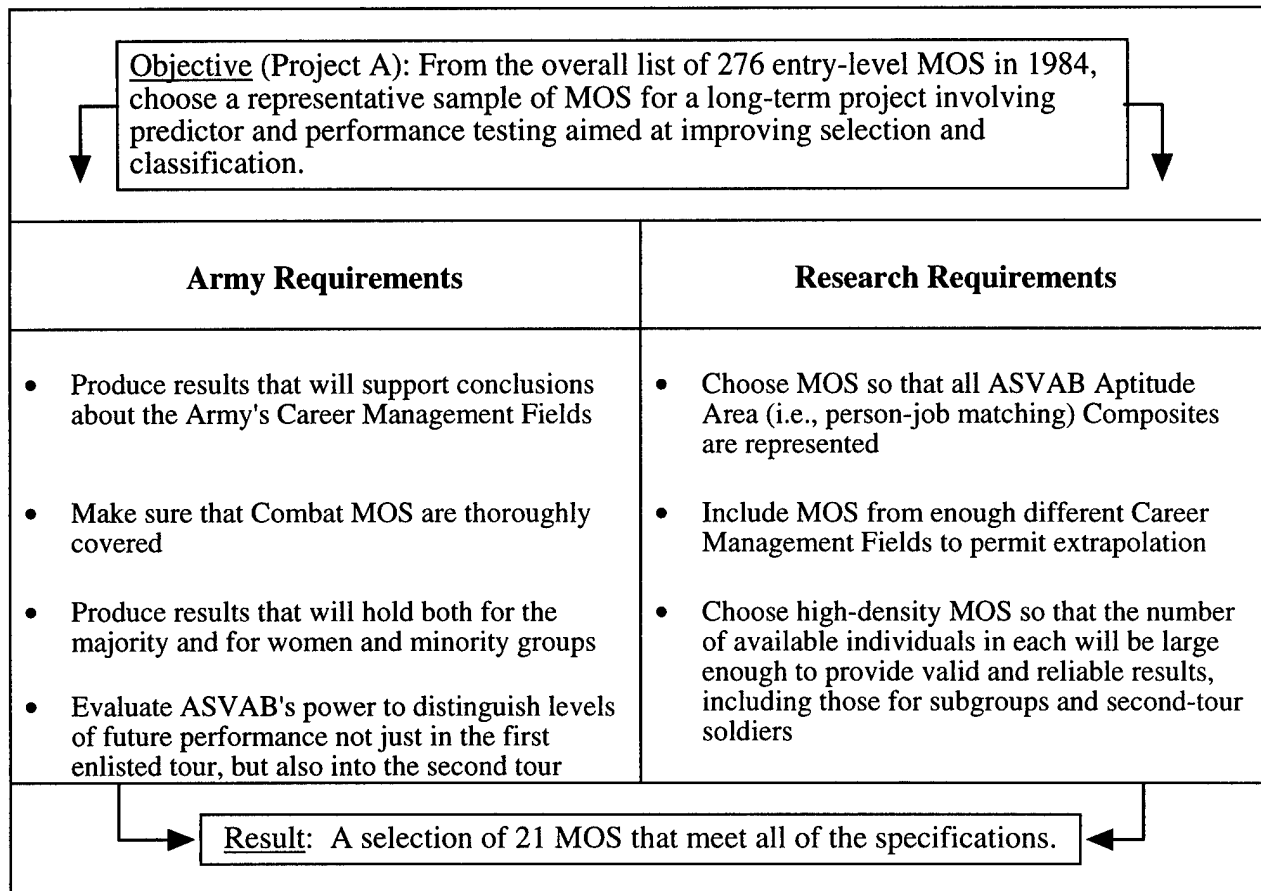 Objective (Project A): From the overall list of 276 entry-level MOS in 1984,
choose a representative sample of MOS for a long-term project involving
predictor and performance testing aimed at improving selection and
classification.
Army Requirements
• Produce results that will support conclusions
about the Army's Career Management Fields
• Make sure that Combat MOS are thoroughly
covered
• Produce results that will hold both for the
majority and for women and minority groups
• Evaluate ASVAB's power to distinguish levels
of future performance not just in the first
enlisted tour, but also into the second tour
Research Requirements
• Choose MOS so that all ASVAB Aptitude
Area (i.e., person-job matching) Composites
are represented
• Include MOS from enough different Career
Management Fields to permit extrapolation
• Choose high-density MOS so that the number
of available individuals in each will be large
enough to provide valid and reliable results,
including those for subgroups and second-tour
soldiers
Result: A selection of 21 MOS that meet all of the specifications.